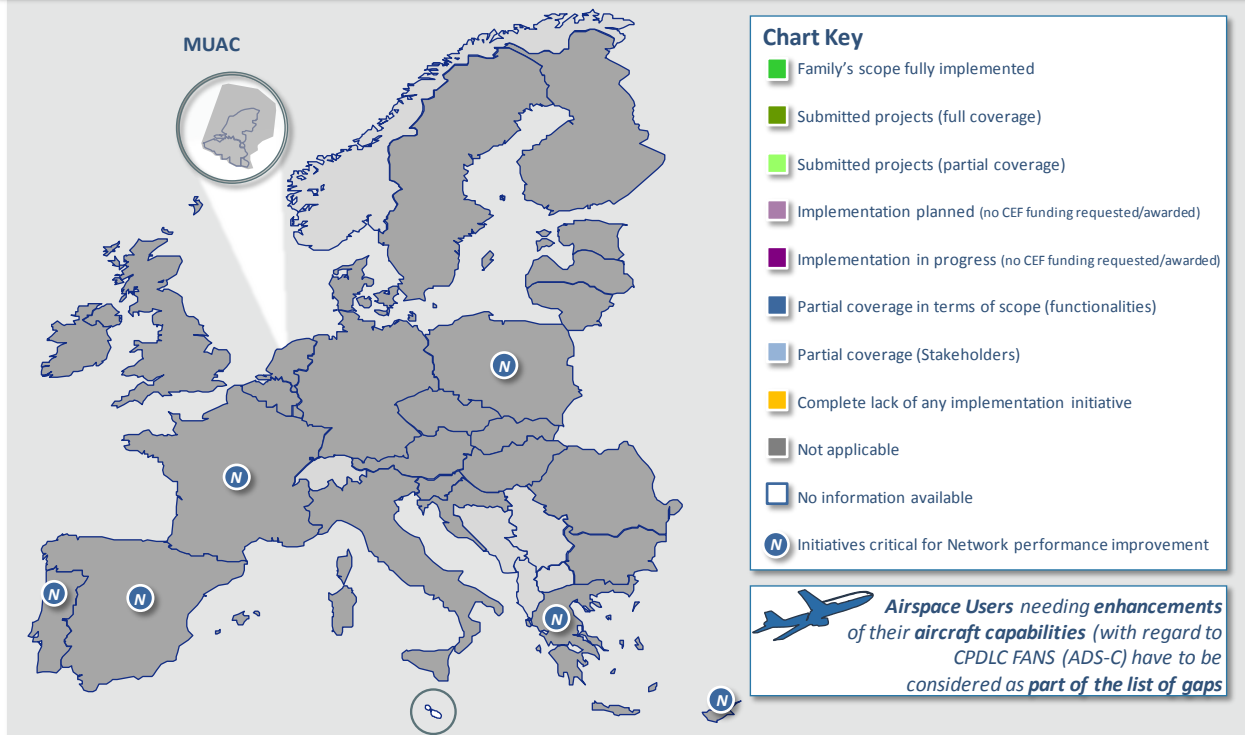 MUAC
N
N
N
N
N
N
Chart Key
Family's scope fully implemented
Submitted projects (full coverage)
Submitted projects (partial coverage)
Implementation planned (no CEF funding requested/awarded)
Implementation in progress (no CEF funding requested/awarded)
Partial coverage in terms of scope (functionalities)
Partial coverage (Stakeholders)
Complete lack of any implementation initiative
Not applicable
No information available
N Initiatives critical for Network performance improvement
Airspace Users needing enhancements
of their aircraft capabilities (with regard to
CPDLC FANS (ADS-C) have to be
considered as part of the list of gaps